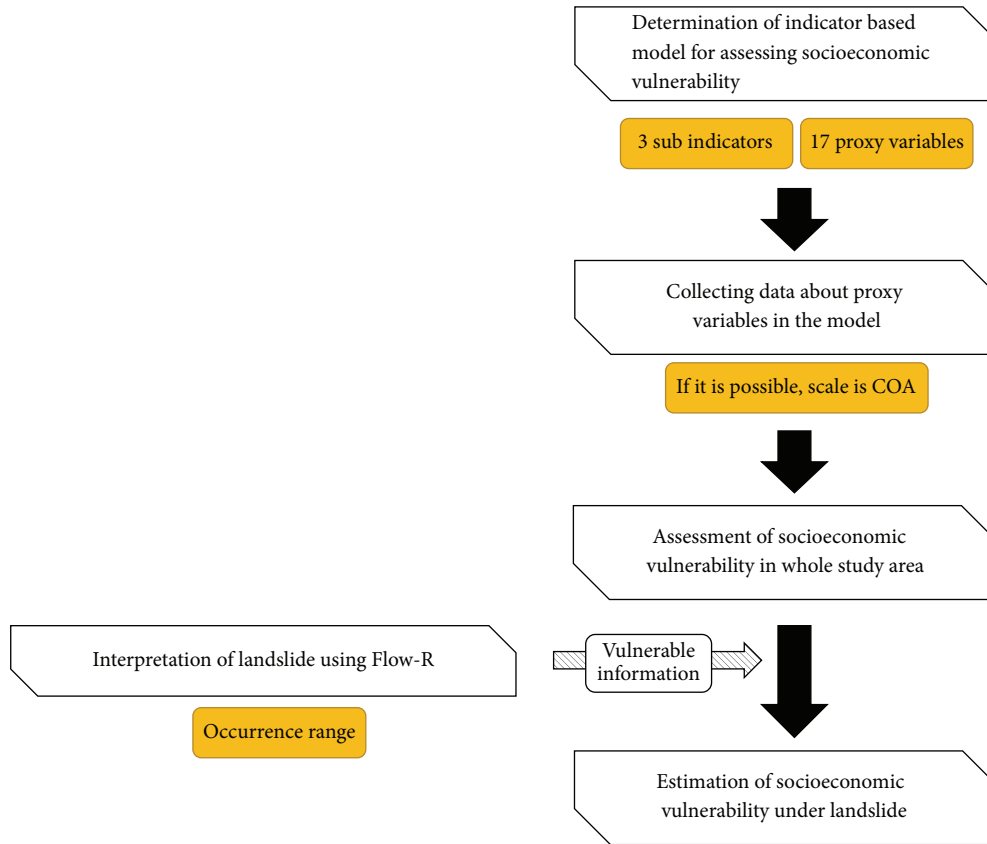 Determination of indicator based
model for assessing socioeconomic
vulnerability
3 sub indicators
17 proxy variables
Collecting data about proxy
variables in the model
If it is possible, scale is COA
Assessment of socioeconomic
vulnerability in whole study area
Interpretation of landslide using Flow-R
Vulnerable
information
Occurrence range
Estimation of socioeconomic
vulnerability under landslide